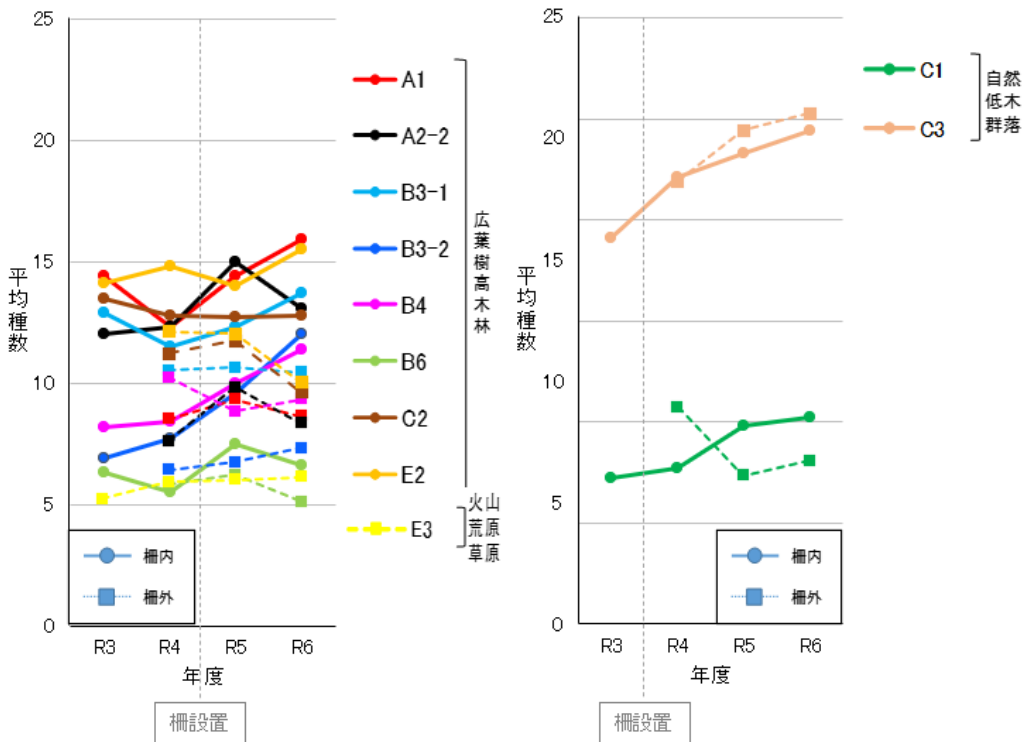 25
20
15
10
5
0
平均種数
R3
R4
R5
R6
年度
柵設置
A1
A2-2
B3-1
B3-2
B4
B6
C2
E2
E3
広葉樹高木林
火山
荒原
草原
柵内
柵外
25
20
15
10
5
0
平均種数
R3
R4
R5
R6
年度
柵設置
C1
C3
自然
低木
群落
柵内
柵外